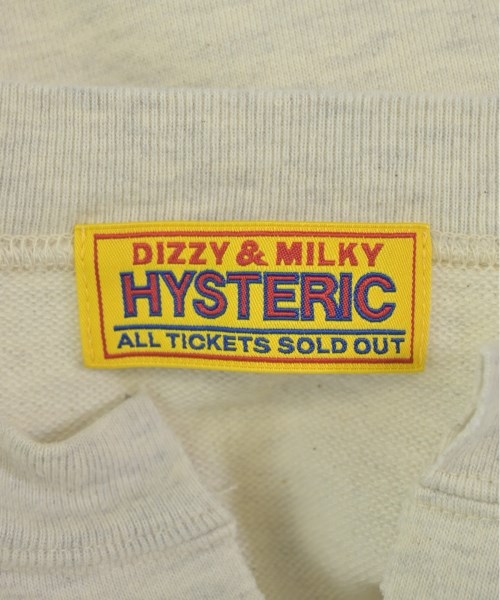 DIZZY & MILKY
HYSTERIC
ALL TICKETS SOLD OUT